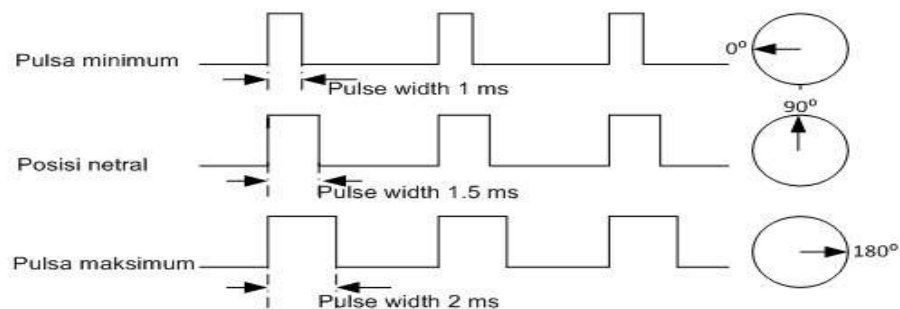 0°
Pulsa minimum
Pulse width 1 ms
90°
Posisi netral
Pulse width 1.5 ms
180°
Pulsa maksimum
Pulse width 2 ms